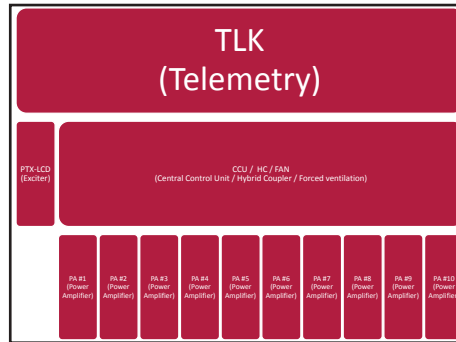 TLK
(Telemetry)
PTX-LCD
(Exciter)
CCU / HC / FAN
(Central Control Unit / Hybrid Coupler / Forced ventilation)
PA #1
(Power
Amplifier)
PA #2
(Power
Amplifier)
PA #3
(Power
Amplifier)
PA #4
(Power
Amplifier)
PA #5
(Power
Amplifier)
PA #6
(Power
Amplifier)
PA #7
(Power
Amplifier)
PA #8
(Power
Amplifier)
PA #9
(Power
Amplifier)
PA #10
(Power
Amplifier)